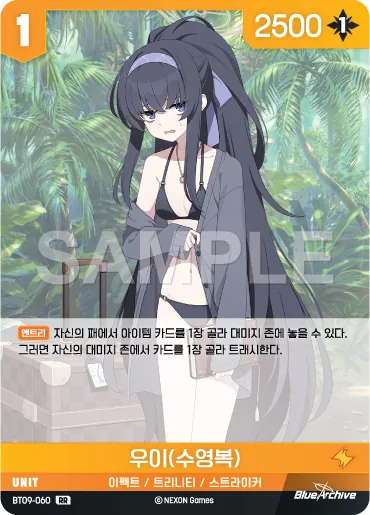 1
2500 1
SAMPLE
엔트리 자신의 패에서 아이템 카드를 1장 골라 대미지 존에 놓을 수 있다.
그러면 자신의 대미지 존에서 카드를 1장 골라 트래시한다.
우이(수영복)
UNIT 이펙트 / 트리니티 / 스트라이커
BT09-060 RR ⓒ NEXON Games BlueArchive